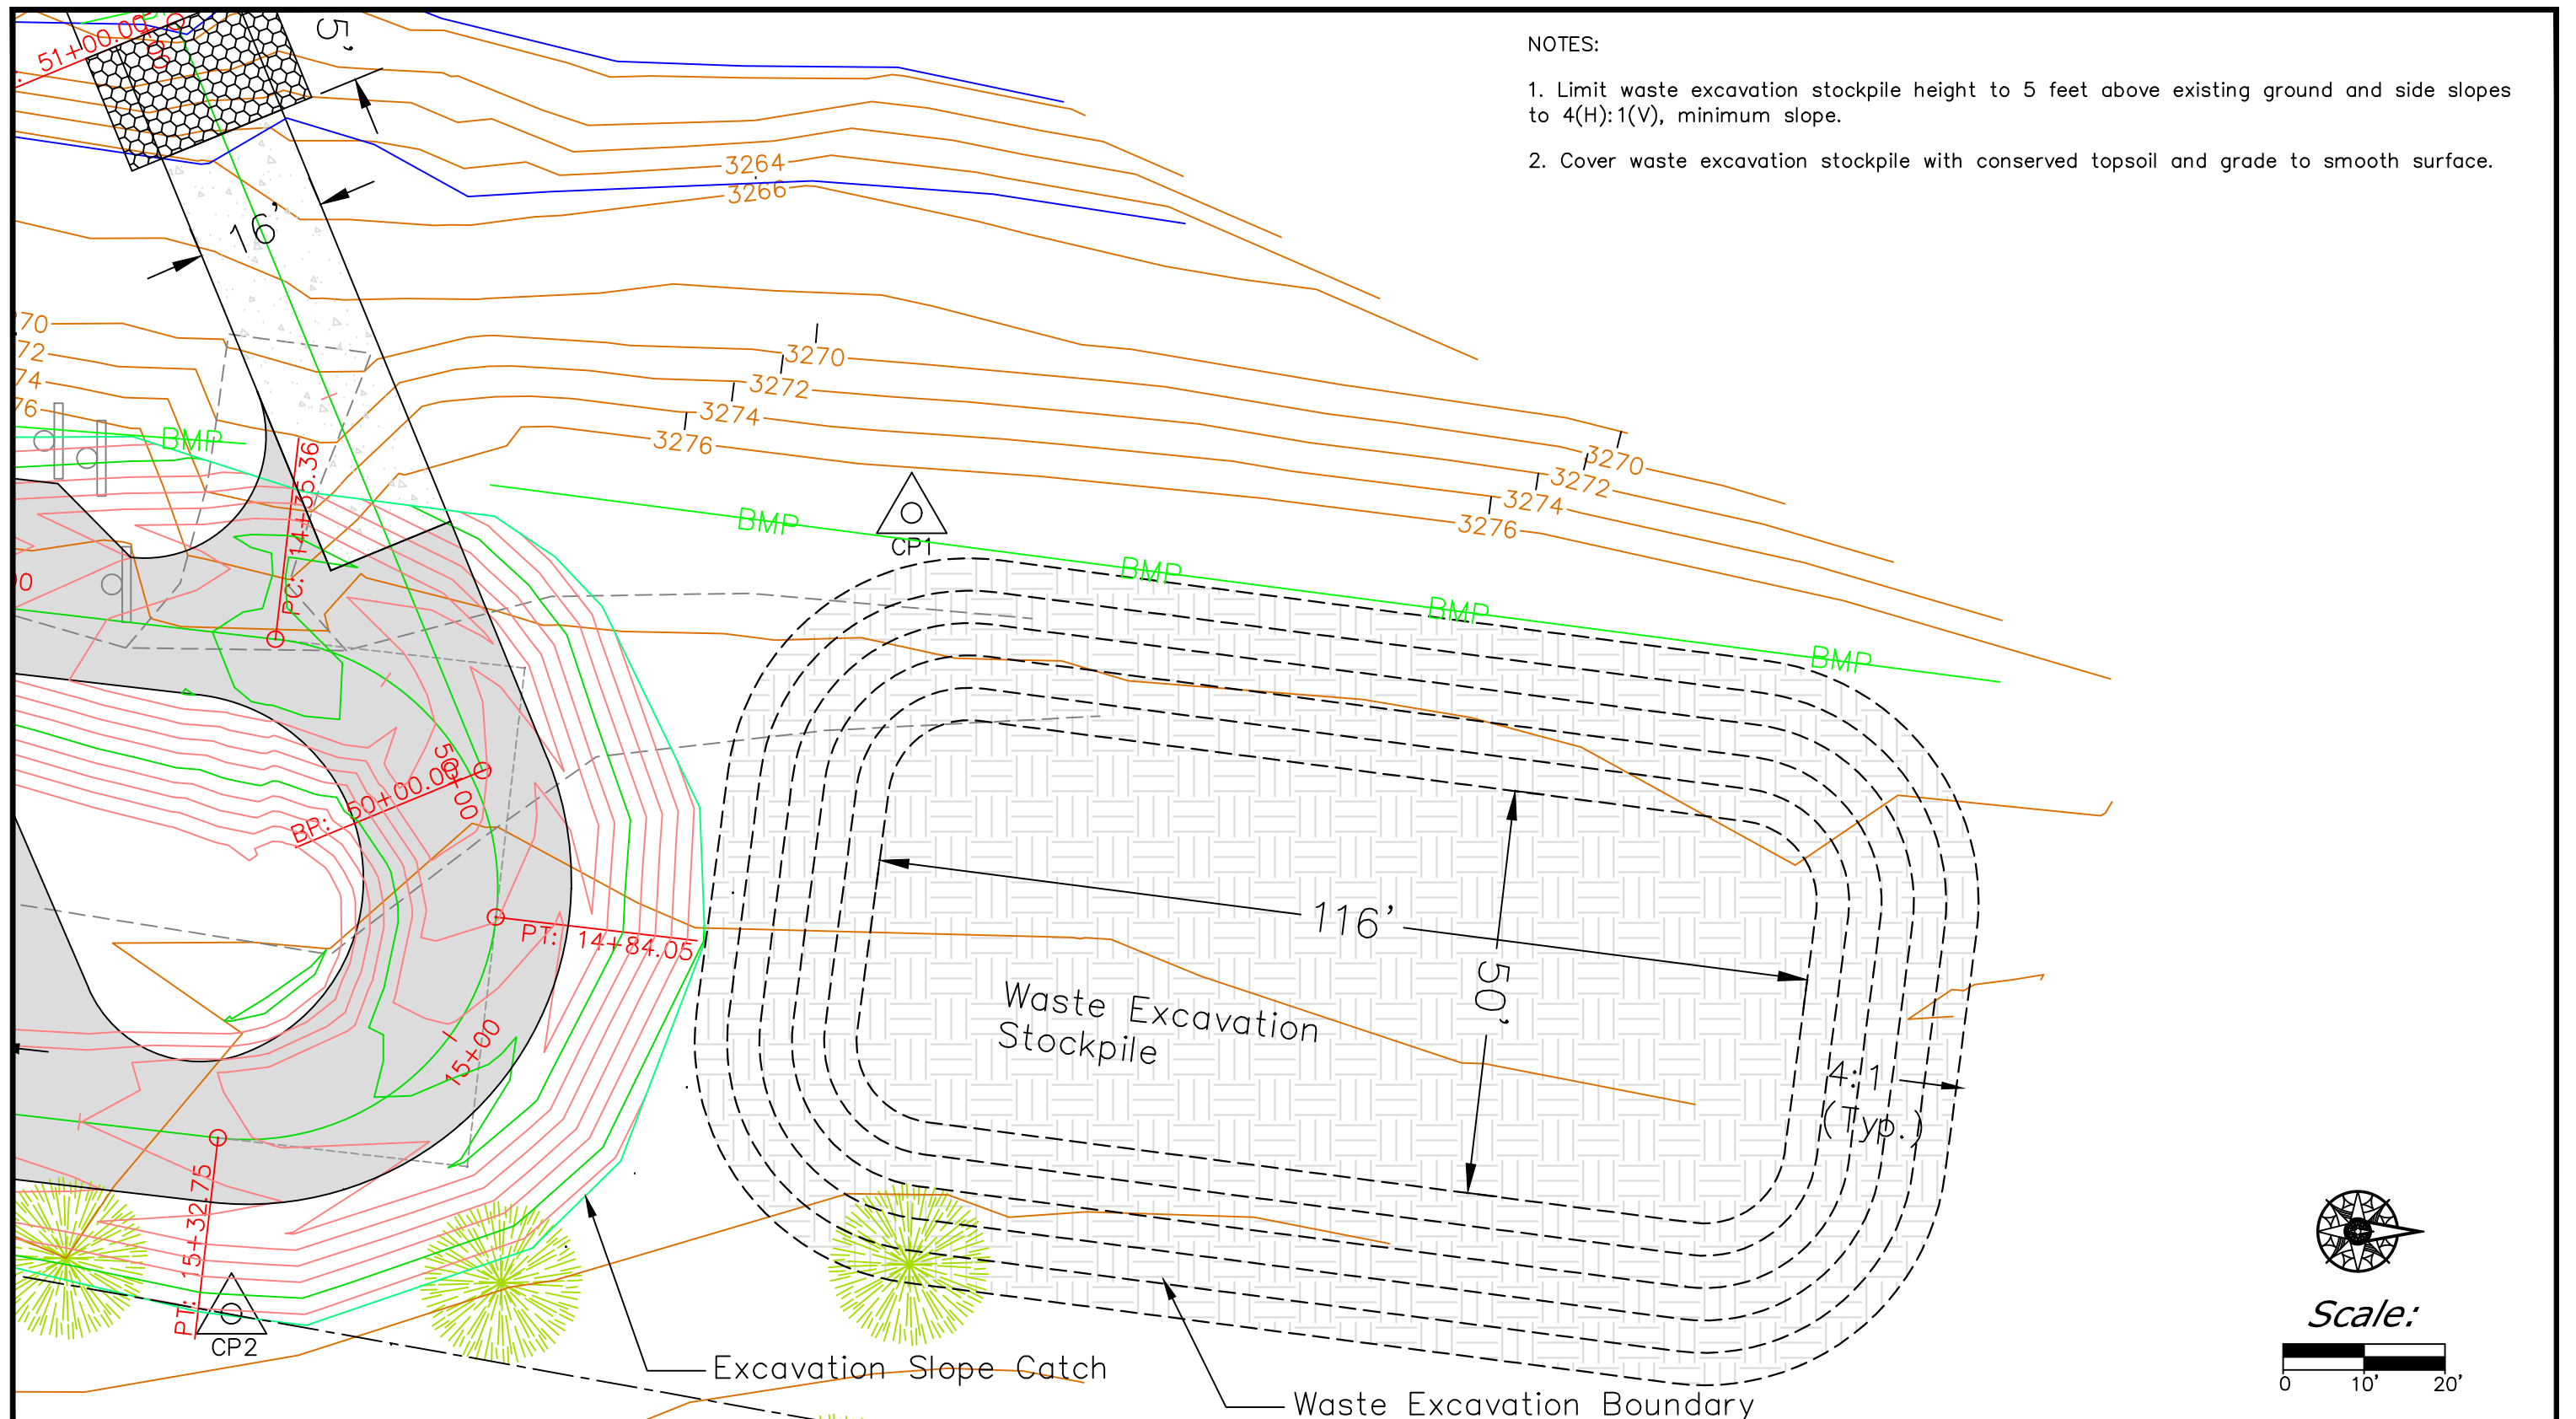 51+00.00
5'
NOTES:
1. Limit waste excavation stockpile height to 5 feet above existing ground and side slopes
to 4(H):1(V), minimum slope.
2. Cover waste excavation stockpile with conserved topsoil and grade to smooth surface.
3264
3266
16'
70
72
74
76
3270
3272
3274
3276
3270
3272
3274
3276
BMP
BMP
BMP
BMP
BMP
CP1
PC: 14+35.36
50+00
BP: 50+00.00
PT: 14+84.05
15+00
PT: 15+32.75
116'
50'
Waste Excavation
Stockpile
4:1
(Typ.)
CP2
Excavation Slope Catch
Waste Excavation Boundary
Scale:
0 10' 20'